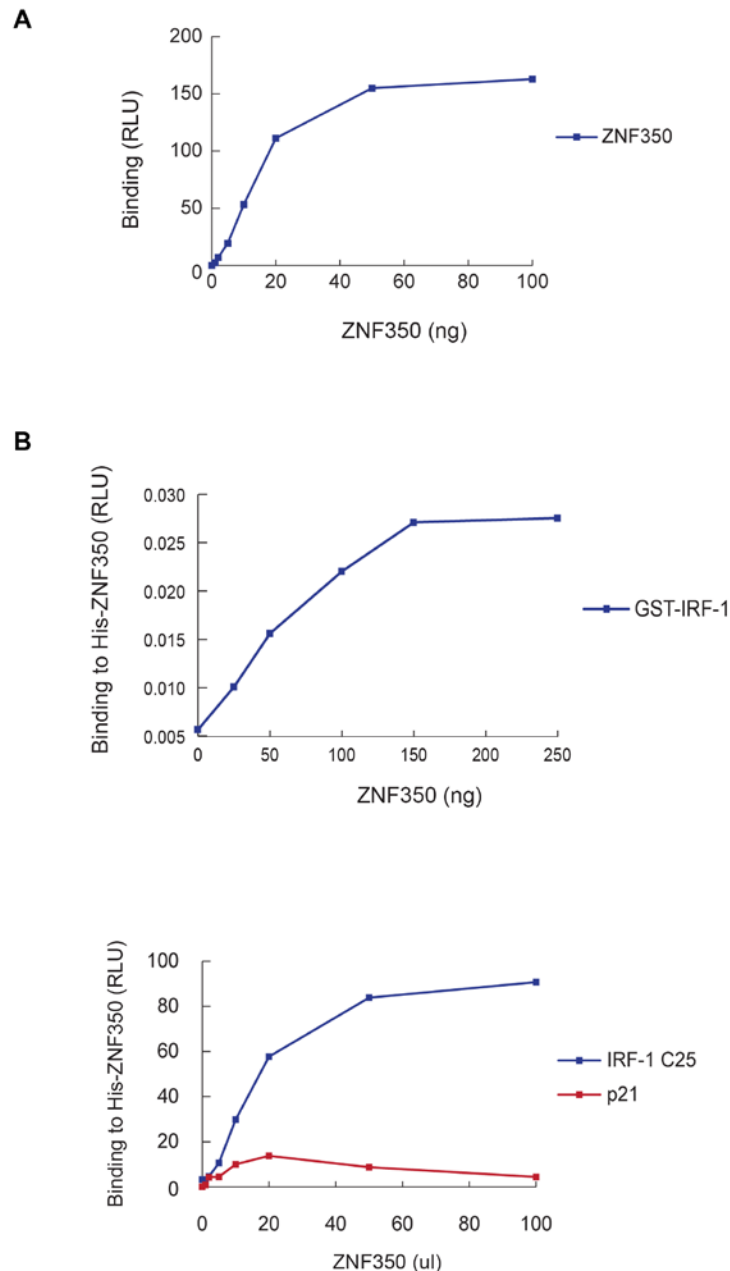 A
200
150
100
50
0
0 20 40 60 80 100
Binding (RLU)
ZNF350 (ng)
ZNF350
B
0.030
0.025
0.020
0.015
0.010
0.005
0 50 100 150 200 250
Binding to His-ZNF350 (RLU)
ZNF350 (ng)
GST-IRF-1
100
80
60
40
20
0
0 20 40 60 80 100
Binding to His-ZNF350 (RLU)
ZNF350 (ul)
IRF-1 C25
p21